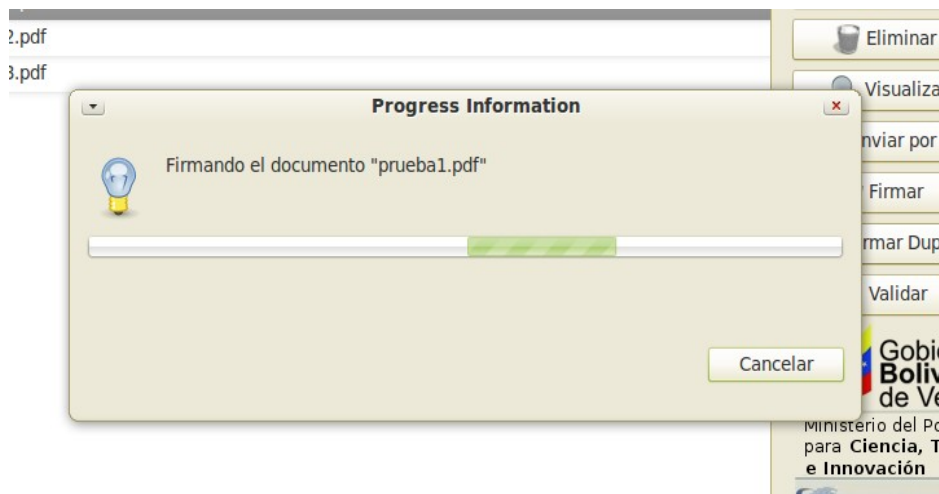 2.pdf
3.pdf
Eliminar
Visualiza
nviar por
Firmar
rmar Dup
Validar
Progress Information
Firmando el documento "prueba1.pdf"
Cancelar
Gobi
Boliv
de Ve
Ministerio del Po
para Ciencia, T
e Innovación